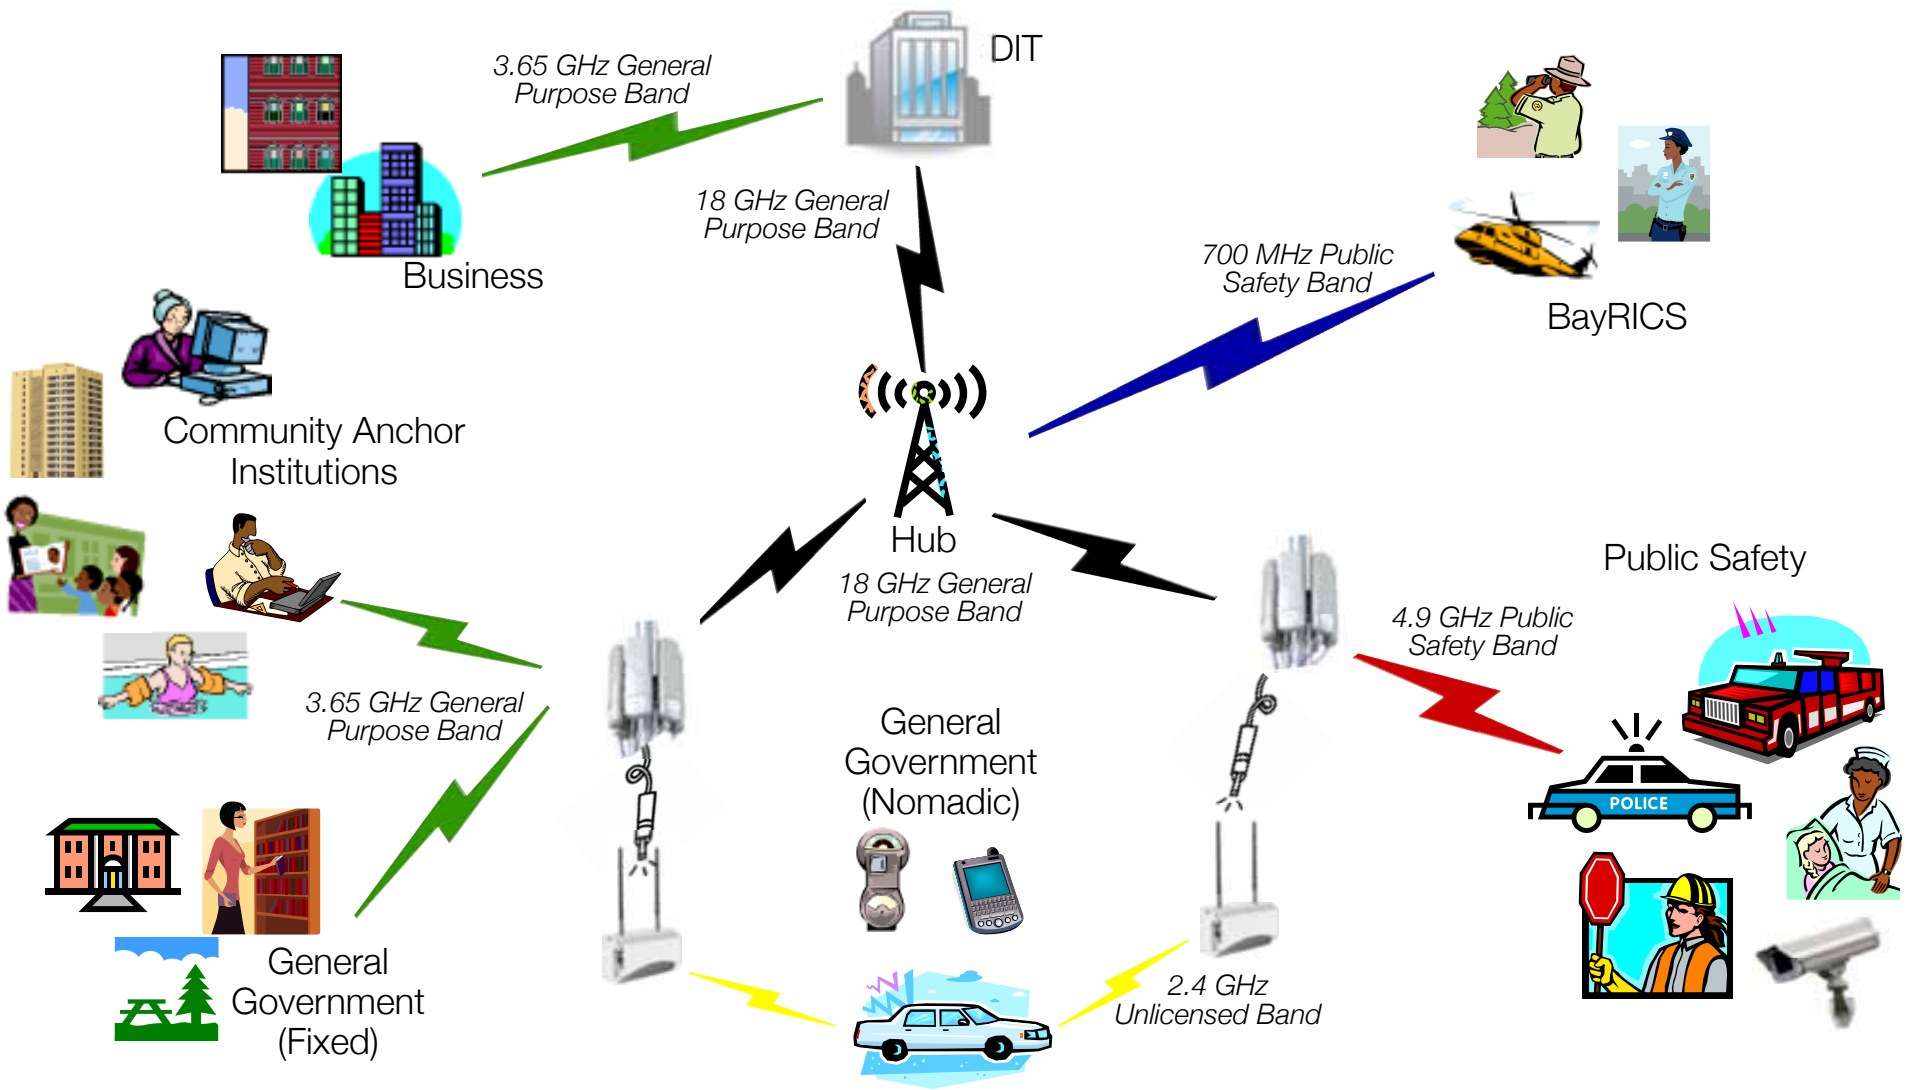 DIT
3.65 GHz General
Purpose Band
18 GHz General
Purpose Band
Business
700 MHz Public
Safety Band
BayRICS
Community Anchor
Institutions
Hub
18 GHz General
Purpose Band
Public Safety
4.9 GHz Public
Safety Band
3.65 GHz General
Purpose Band
General
Government
(Nomadic)
POLICE
General
Government
(Fixed)
2.4 GHz
Unlicensed Band